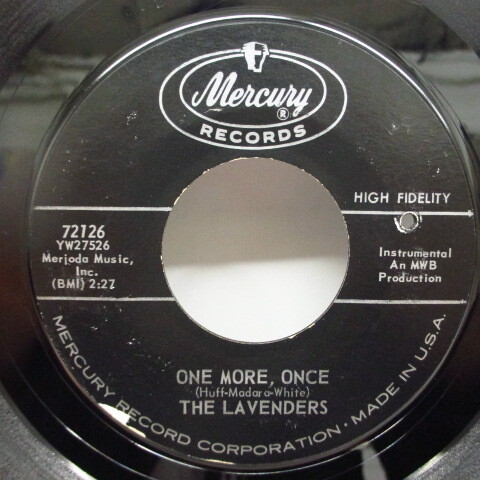 Mercury ®
RECORDS
HIGH FIDELITY
72126
YW27526
Merjoda Music,
Inc.
(BMI) 2:27
Instrumental
An MWB
Production
ONE MORE, ONCE
(Huff-Madara-White)
THE LAVENDERS
MERCURY RECORD CORPORATION • MADE IN U.S.A.